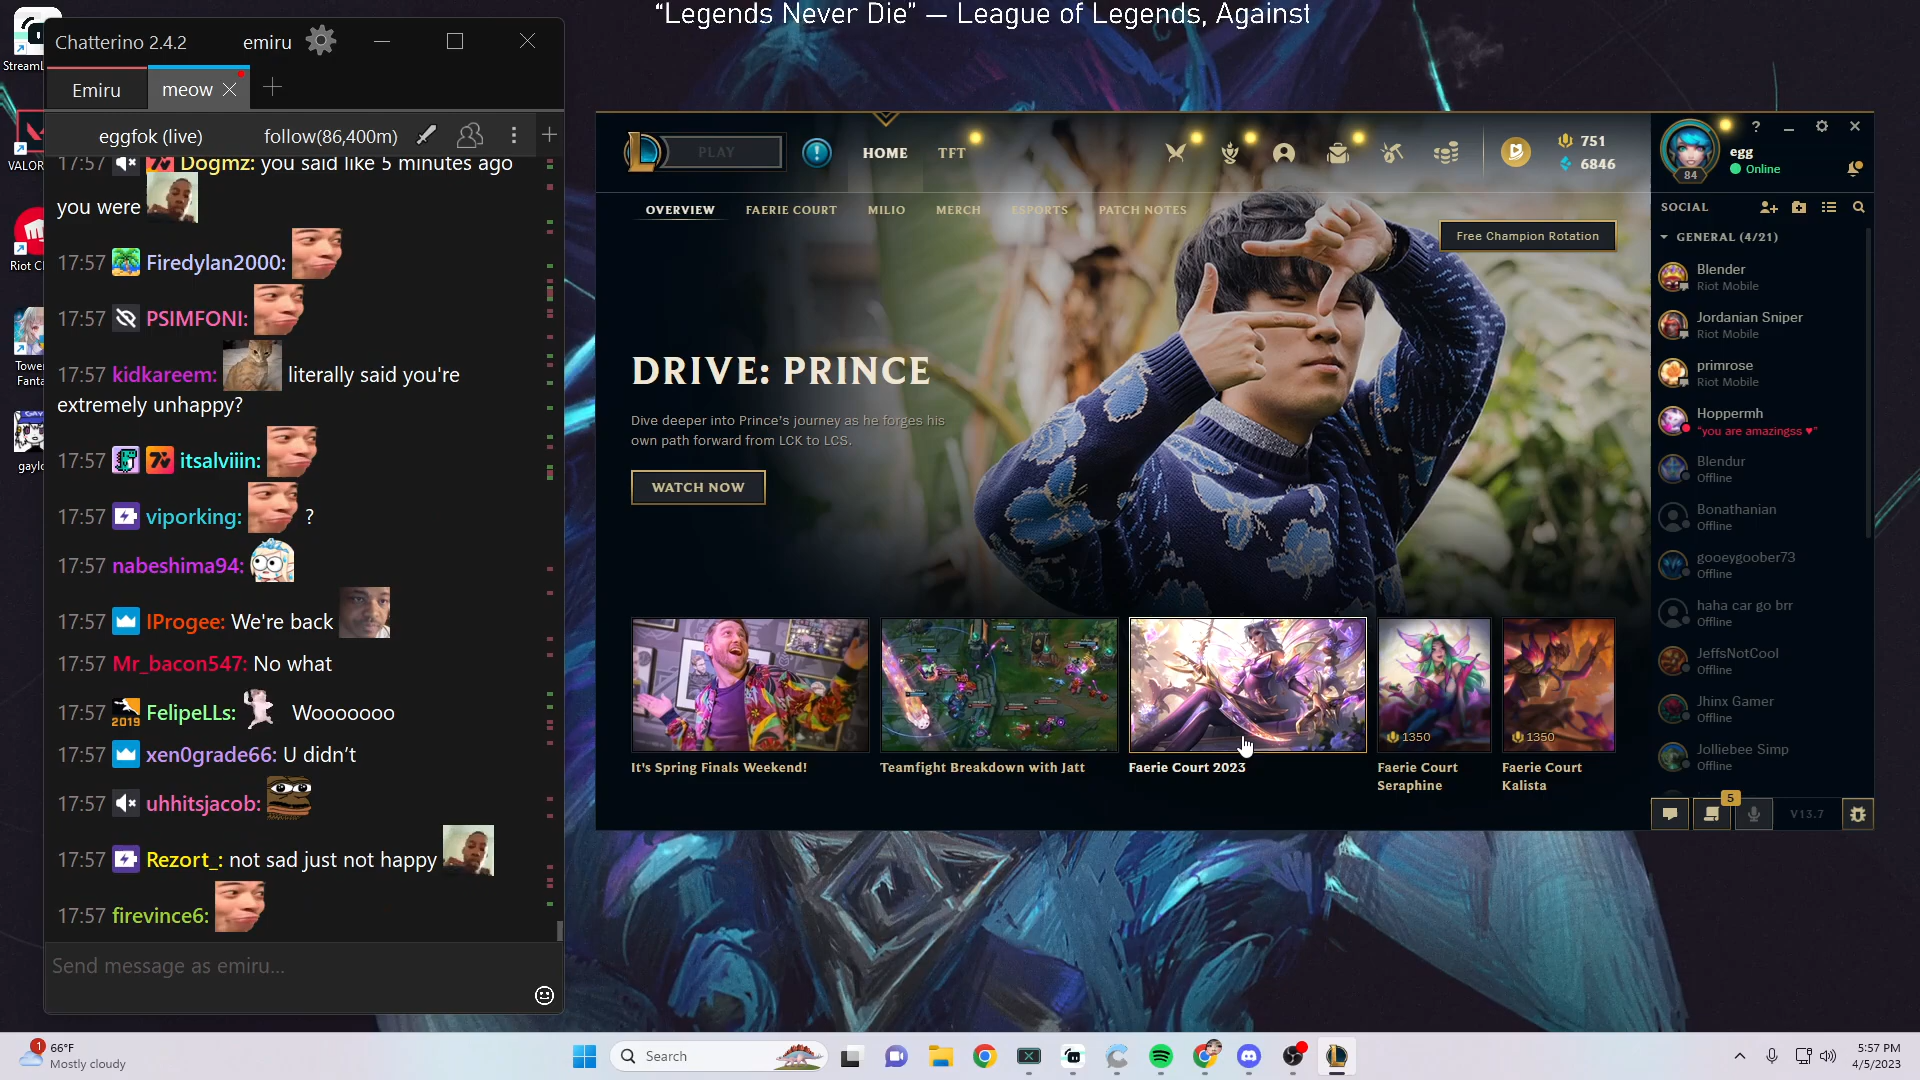 “Legends Never Die” — League of Legends, Against
StreamL
VALOR
Riot Cl
Tower
Fanta
gaylo
Chatterino 2.4.2
emiru
Emiru
meow
eggfok (live)
follow(86,400m)
17:57 Dogmz: you said like 5 minutes ago
you were
17:57 Firedylan2000:
17:57 PSIMFONI:
17:57 kidkareem: literally said you're
extremely unhappy?
17:57 itsalviiin:
17:57 viporking: ?
17:57 nabeshima94:
17:57 IProgee: We're back
17:57 Mr_bacon547: No what
17:57 2019 FelipeLLs: Wooooooo
17:57 xen0grade66: U didn’t
17:57 uhhitsjacob:
17:57 Rezort_: not sad just not happy
17:57 firevince6:
Send message as emiru...
PLAY
HOME
TFT
751
6846
OVERVIEW
FAERIE COURT
MILIO
MERCH
ESPORTS
PATCH NOTES
Free Champion Rotation
DRIVE: PRINCE
Dive deeper into Prince's journey as he forges his
own path forward from LCK to LCS.
WATCH NOW
1350
1350
It's Spring Finals Weekend!
Teamfight Breakdown with Jatt
Faerie Court 2023
Faerie Court
Seraphine
Faerie Court
Kalista
84
egg
Online
?
SOCIAL
GENERAL (4/21)
Blender
Riot Mobile
Jordanian Sniper
Riot Mobile
primrose
Riot Mobile
Hoppermh
“you are amazingss ♥”
Blendur
Offline
Bonathanian
Offline
gooeygoober73
Offline
haha car go brr
Offline
JeffsNotCool
Offline
Jhinx Gamer
Offline
Jolliebee Simp
Offline
5
V13.7
1
66°F
Mostly cloudy
Search
5:57 PM
4/5/2023